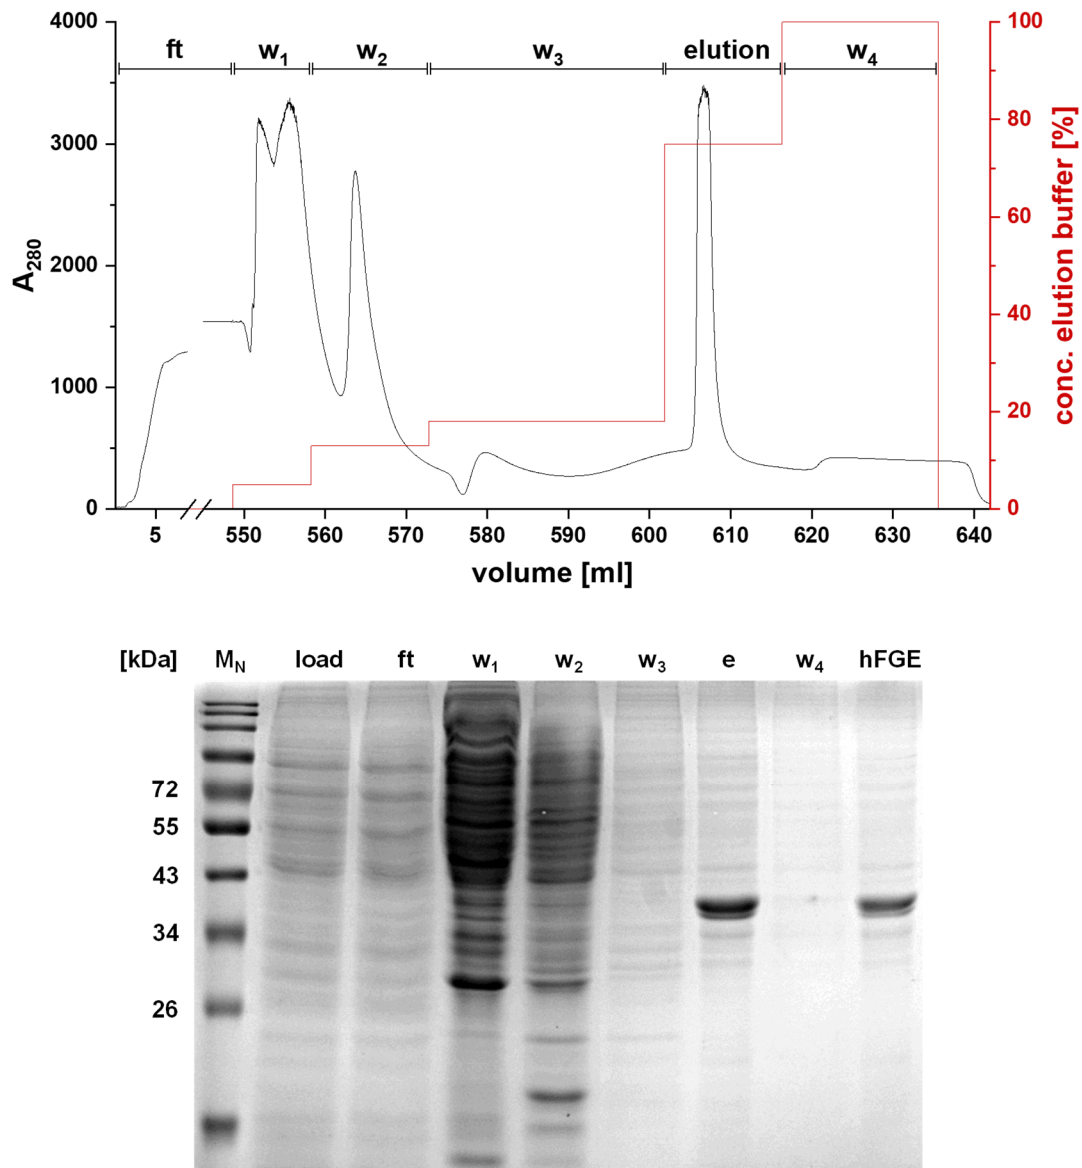 4000
3000
2000
1000
0
A280
ft
w1
w2
w3
elution
w4
100
80
60
40
20
0
conc. elution buffer [%]
5
550
560
570
580
590
600
610
620
630
640
volume [ml]
[kDa] MN load ft w1 w2 w3 e w4 hFGE
72
55
43
34
26